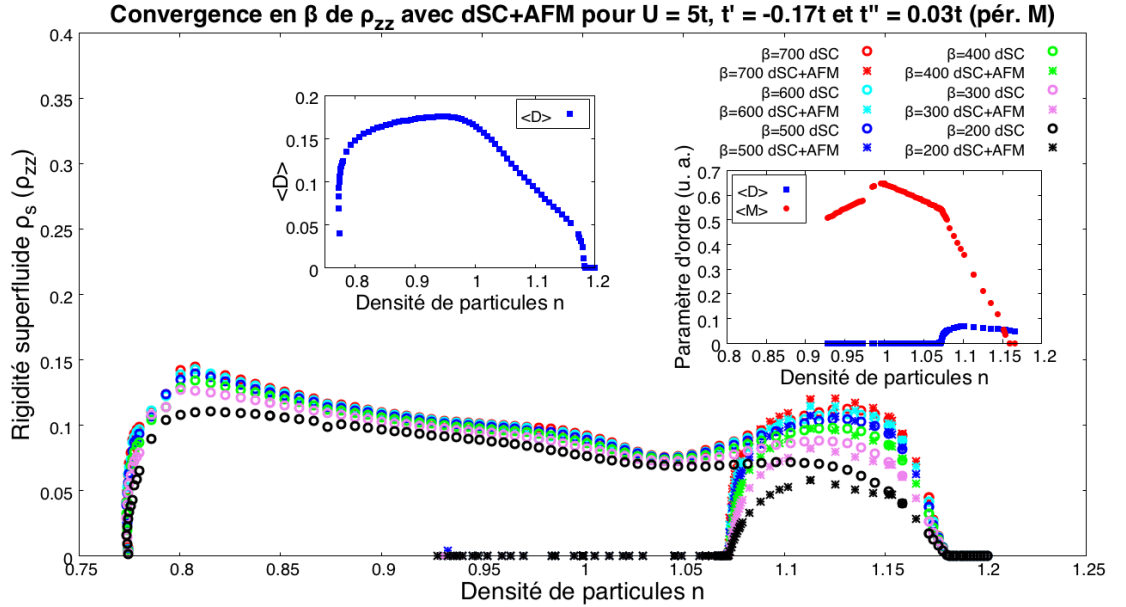 Convergence en β de ρzz avec dSC+AFM pour U = 5t, t' = -0.17t et t'' = 0.03t (pér. M)
Rigidité superfluide ρs (ρzz)
0.4
0.35
0.3
0.25
0.2
0.15
0.1
0.05
0
0.75
0.8
0.85
0.9
0.95
1
1.05
1.1
1.15
1.2
1.25
Densité de particules n
β=700 dSC
β=700 dSC+AFM
β=600 dSC
β=600 dSC+AFM
β=500 dSC
β=500 dSC+AFM
β=400 dSC
β=400 dSC+AFM
β=300 dSC
β=300 dSC+AFM
β=200 dSC
β=200 dSC+AFM
<D>
0.20
0.15
0.10
0.05
0
<D>
0.8
0.9
1
1.1
1.2
Densité de particules n
Paramètre d'ordre (u. a.)
0.7
0.6
0.5
0.4
0.3
0.2
0.1
0
<D>
<M>
0.8
0.90
0.95
1.00
1.05
1.10
1.15
1.2
Densité de particules n